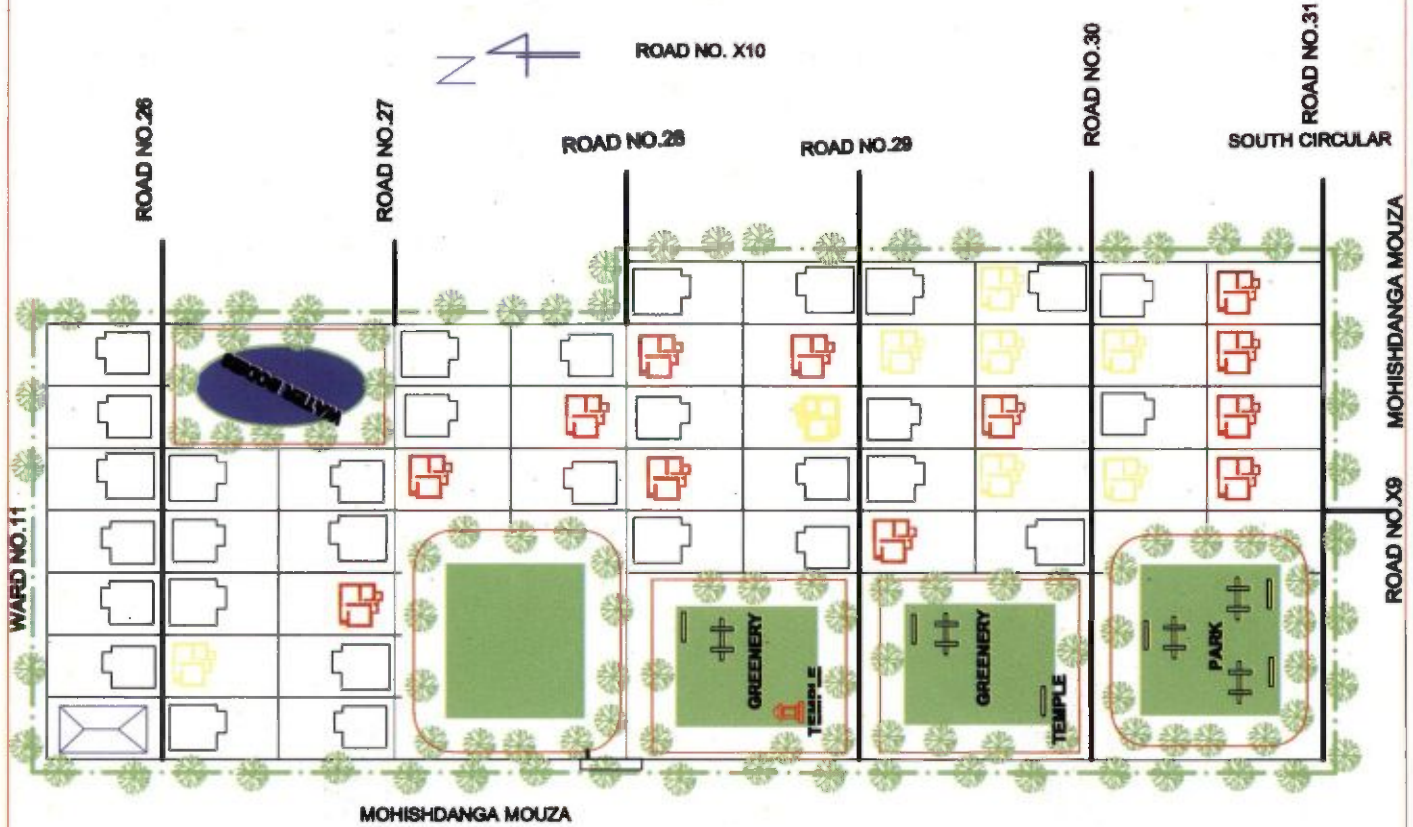 N
ROAD NO. X10
ROAD NO.26
ROAD NO.27
ROAD NO.28
ROAD NO.29
ROAD NO.30
ROAD NO.31
SOUTH CIRCULAR
MOHISHDANGA MOUZA
ROAD NO.X9
WARD NO.11
WATER BODIES
GREENERY
TEMPLE
GREENERY
TEMPLE
PARK
MOHISHDANGA MOUZA